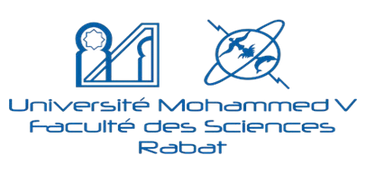 Université Mohammed V
Faculté des Sciences
Rabat